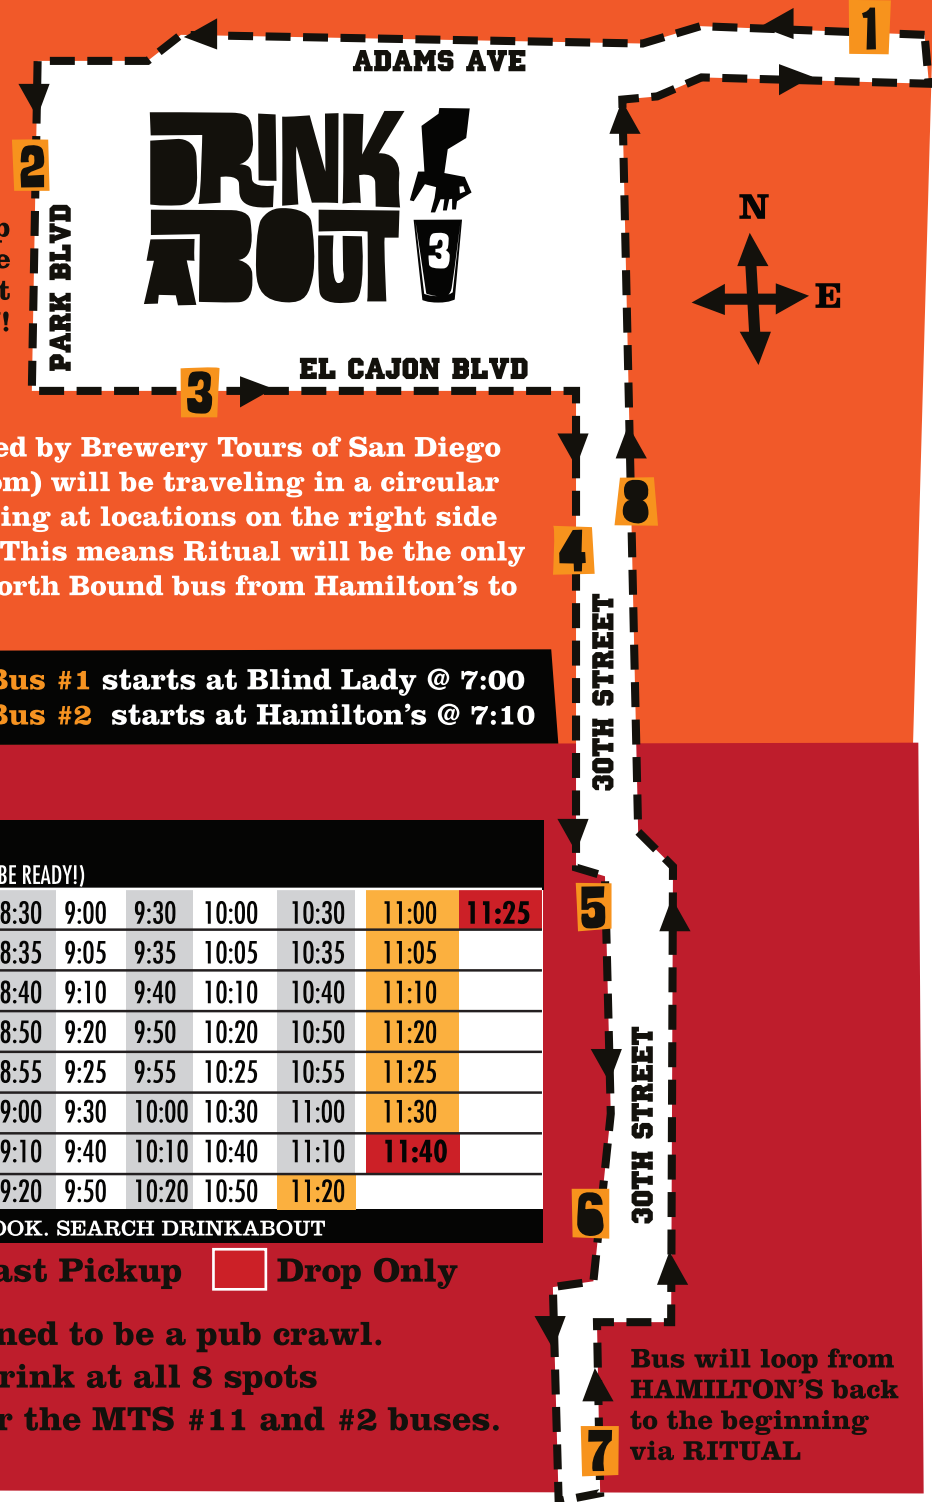 1
ADAMS AVE
2
DRINK
ABOUT
3
PARK BLVD
N
E
p
e
t
!
EL CAJON BLVD
3
ed by Brewery Tours of San Diego
om) will be traveling in a circular
ing at locations on the right side
This means Ritual will be the only
orth Bound bus from Hamilton's to
8
4
30TH STREET
Bus #1 starts at Blind Lady @ 7:00
Bus #2 starts at Hamilton's @ 7:10
BE READY!)
8:30 9:00 9:30 10:00 10:30 11:00 11:25
8:35 9:05 9:35 10:05 10:35 11:05
8:40 9:10 9:40 10:10 10:40 11:10
8:50 9:20 9:50 10:20 10:50 11:20
8:55 9:25 9:55 10:25 10:55 11:25
9:00 9:30 10:00 10:30 11:00 11:30
9:10 9:40 10:10 10:40 11:10 11:40
9:20 9:50 10:20 10:50 11:20
5
30TH STREET
6
OOK. SEARCH DRINKABOUT
ast Pickup Drop Only
ned to be a pub crawl.
rink at all 8 spots
r the MTS #11 and #2 buses.
Bus will loop from
HAMILTON'S back
to the beginning
via RITUAL
7